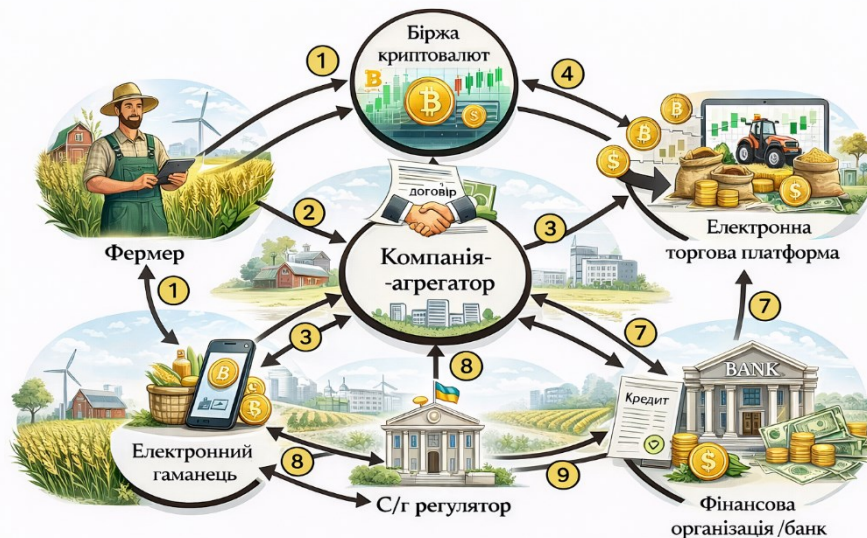 Біржа
криптовалют
1
4
договір
2
3
Фермер
Компанія-
-агрегатор
Електронна
торгова платформа
1
3
7
7
8
BANK
Кредит
Електронний
гаманець
8
9
С/г регулятор
Фінансова
організація /банк